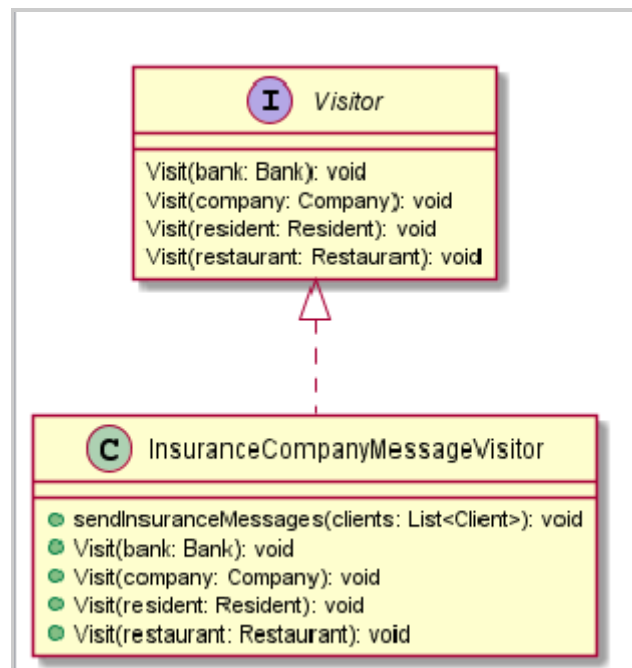 I Visitor
Visit(bank: Bank): void
Visit(company: Company): void
Visit(resident: Resident): void
Visit(restaurant: Restaurant): void
C InsuranceCompanyMessageVisitor
sendInsuranceMessages(clients: List<Client>): void
Visit(bank: Bank): void
Visit(company: Company): void
Visit(resident: Resident): void
Visit(restaurant: Restaurant): void